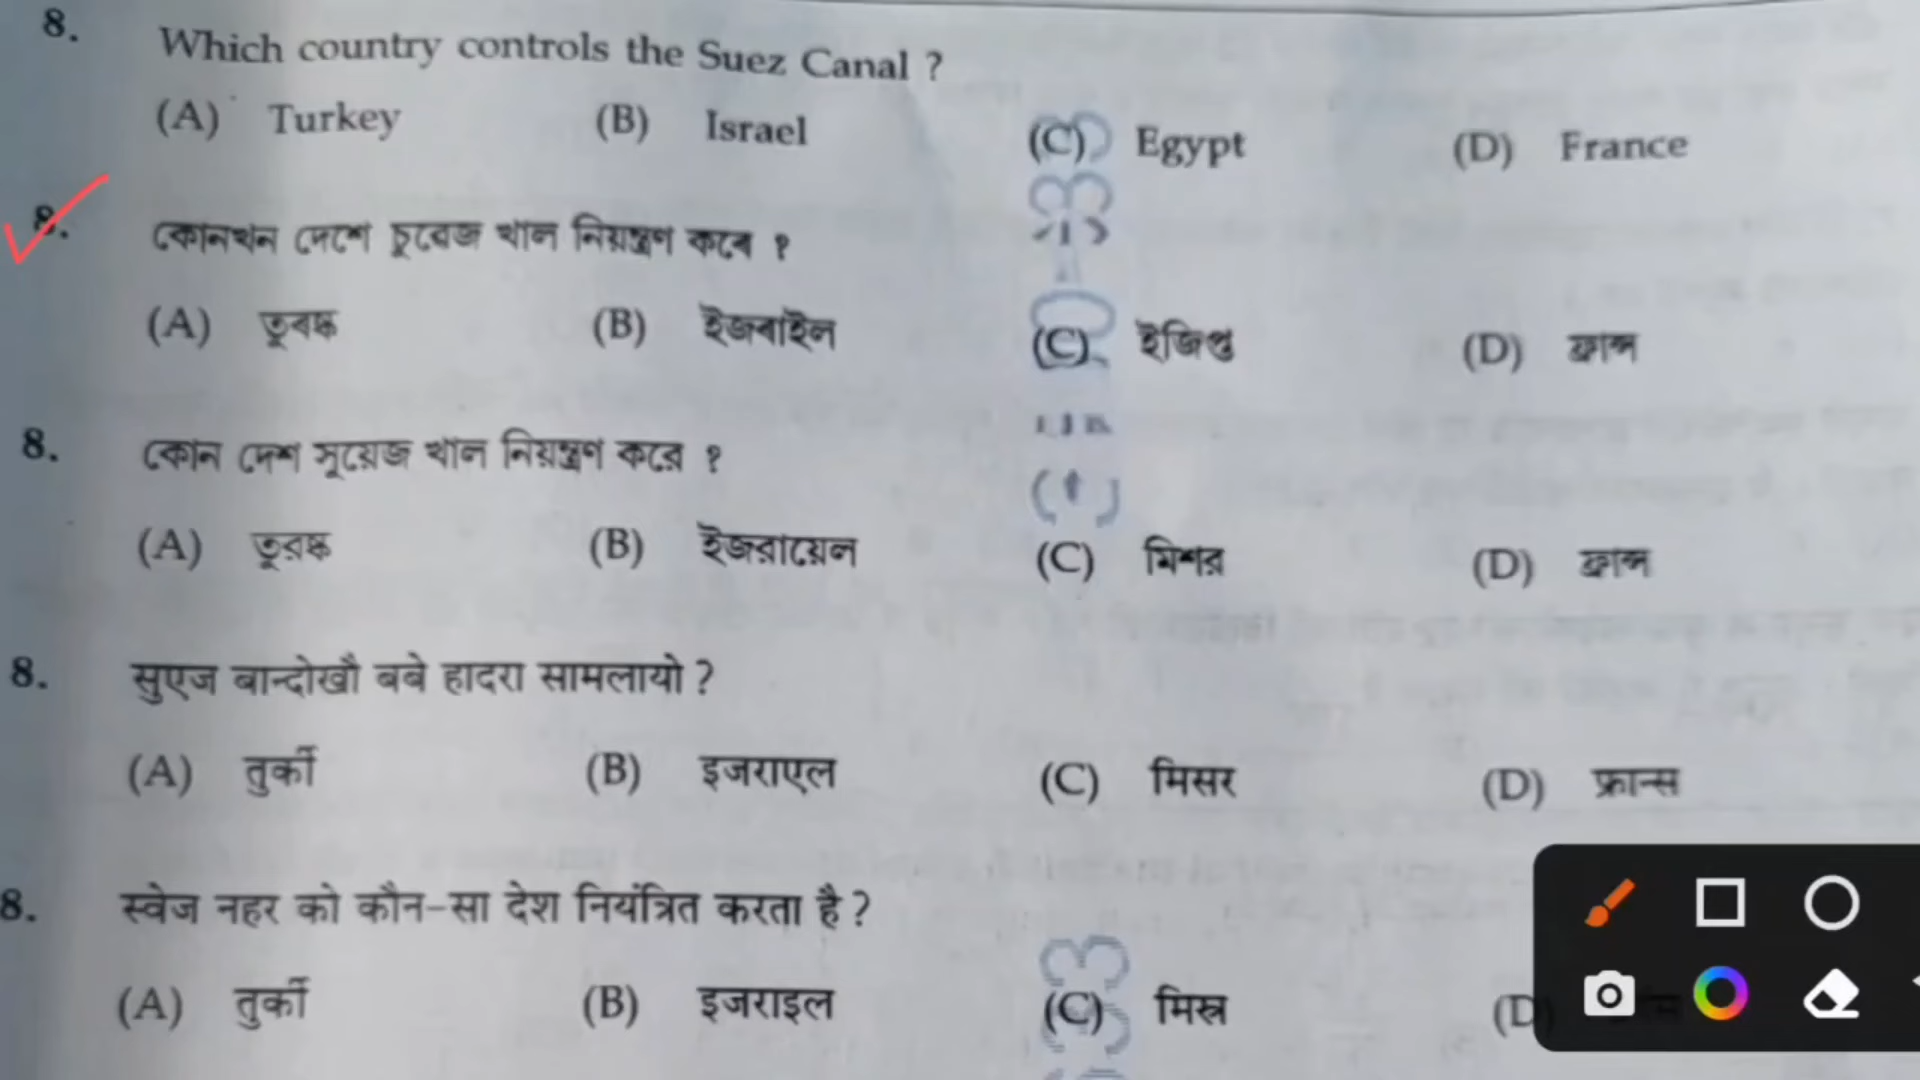 8. Which country controls the Suez Canal ?
(A) Turkey (B) Israel (C) Egypt (D) France
8. কোনখন দেশে চুৱেজ খাল নিয়ন্ত্ৰণ কৰে ?
(A) তুৰস্ক (B) ইজৰাইল (C) ইজিপ্ত (D) ফ্রান্স
8. কোন দেশ সুয়েজ খাল নিয়ন্ত্রণ করে ?
(A) তুরস্ক (B) ইজরায়েল (C) মিশর (D) ফ্রান্স
8. सुएज बान्दोखौ बबे हादरा सामलायो ?
(A) तुर्की (B) इजराएल (C) मिसर (D) फ्रान्स
8. स्वेज नहर को कौन-सा देश नियंत्रित करता है ?
(A) तुर्की (B) इजराइल (C) मिस्र (D)